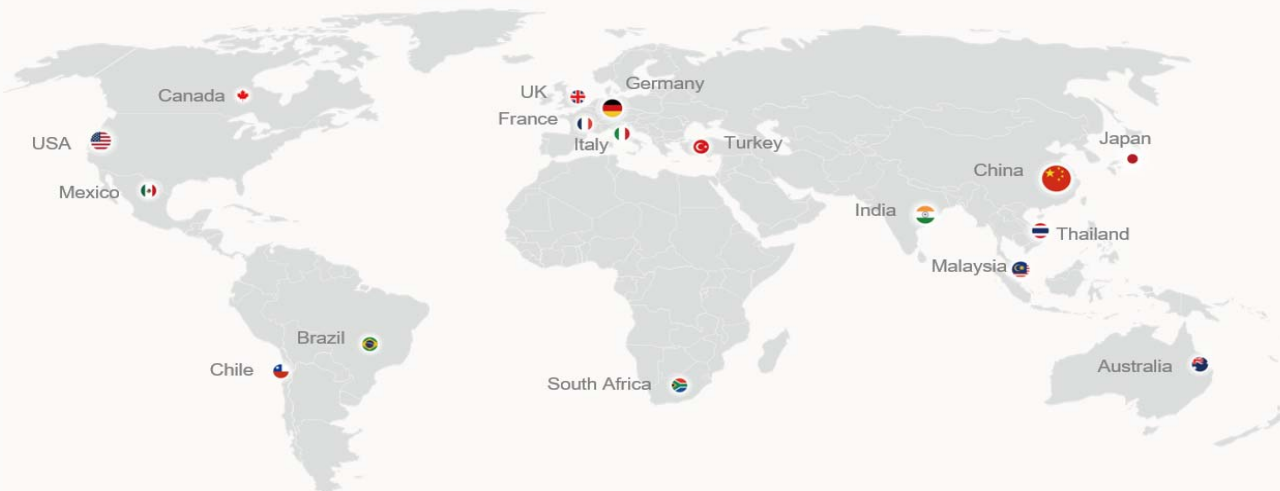 Canada
USA
Mexico
Brazil
Chile
UK
Germany
France
Italy
Turkey
South Africa
Japan
China
India
Thailand
Malaysia
Australia